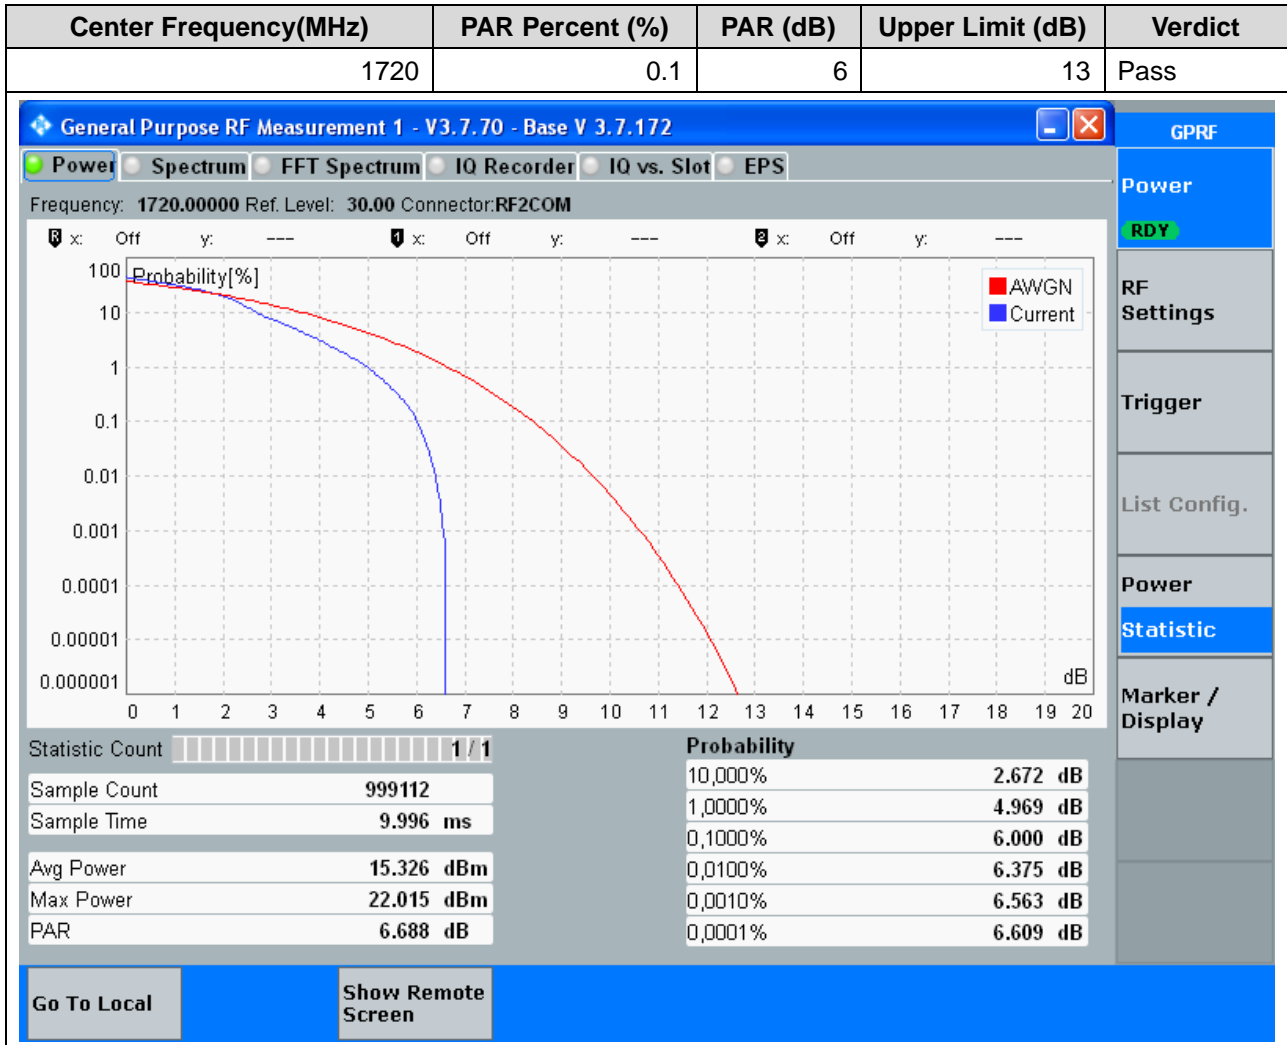 Center Frequency(MHz) PAR Percent (%) PAR (dB) Upper Limit (dB) Verdict
1720 0.1 6 13 Pass
General Purpose RF Measurement 1 - V3.7.70 - Base V 3.7.172
GPRF
Power Spectrum FFT Spectrum IQ Recorder IQ vs. Slot EPS
Power
RDY
Frequency: 1720.00000 Ref. Level: 30.00 Connector:RF2COM
R x: Off y: --- 1 x: Off y: --- 2 x: Off y: ---
Probability[%]
AWGN
Current
100
10
1
0.1
0.01
0.001
0.0001
0.00001
0.000001
dB
0 1 2 3 4 5 6 7 8 9 10 11 12 13 14 15 16 17 18 19 20
RF
Settings
Trigger
List Config.
Power
Statistic
Marker /
Display
Statistic Count 1 / 1
Sample Count 999112
Sample Time 9.996 ms
Avg Power 15.326 dBm
Max Power 22.015 dBm
PAR 6.688 dB
Probability
10,000% 2.672 dB
1,0000% 4.969 dB
0,1000% 6.000 dB
0,0100% 6.375 dB
0,0010% 6.563 dB
0,0001% 6.609 dB
Go To Local
Show Remote
Screen